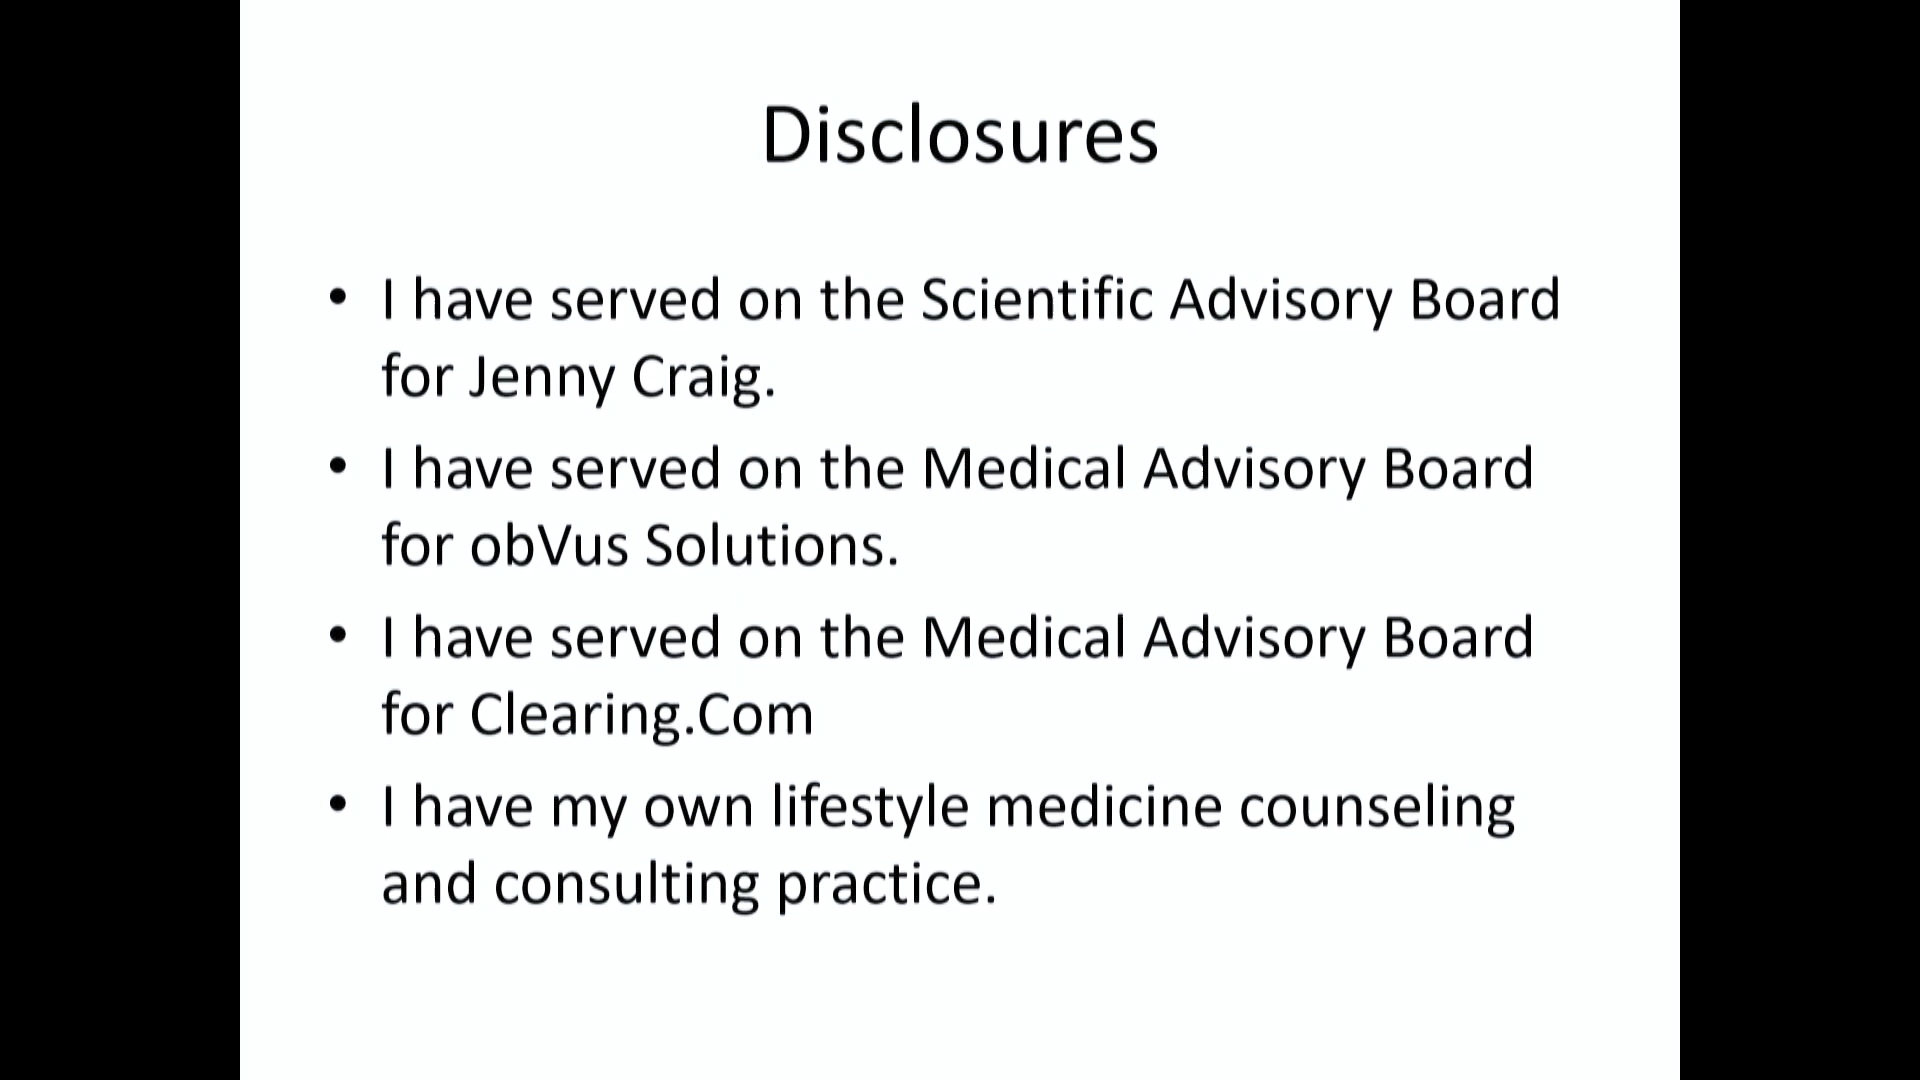 Disclosures
• I have served on the Scientific Advisory Board
for Jenny Craig.
• I have served on the Medical Advisory Board
for obVus Solutions.
• I have served on the Medical Advisory Board
for Clearing.Com
• I have my own lifestyle medicine counseling
and consulting practice.